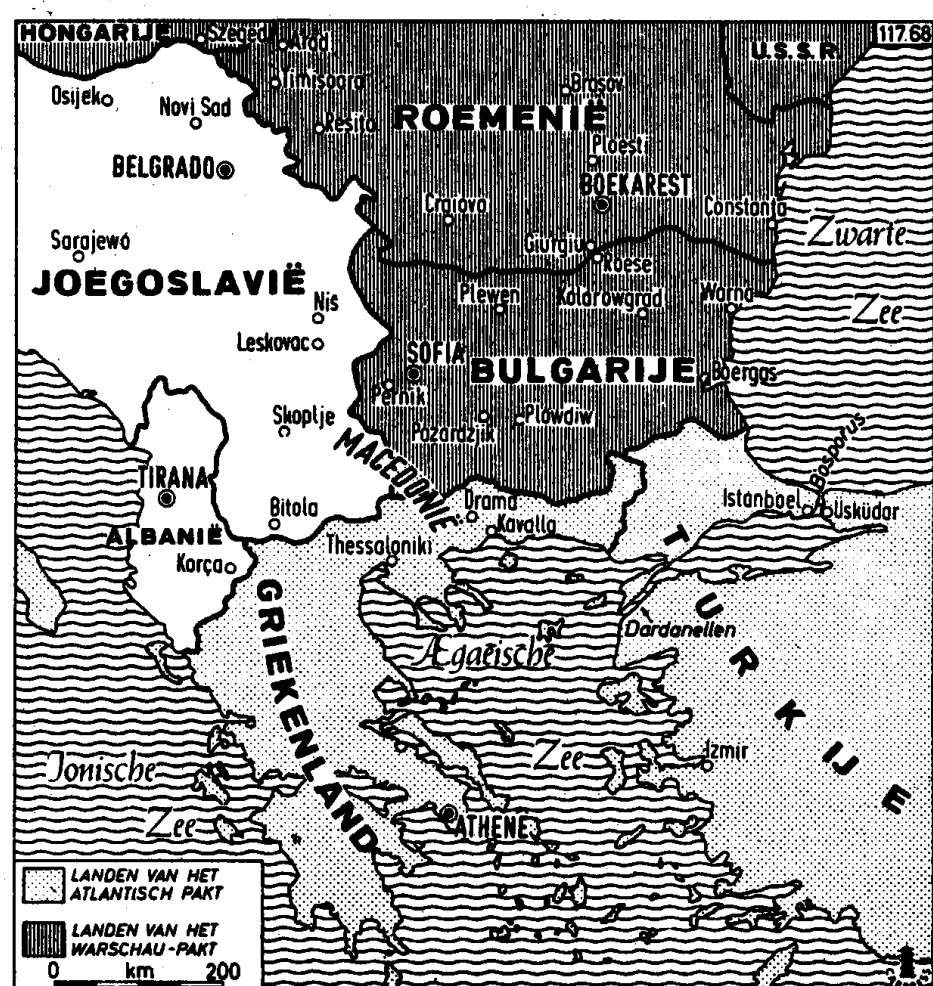 HONGARIJE
Szeged
Arad
U.S.S.R.
117.68
Osijek
Timisoara
Brasov
Novi Sad
Resita
ROEMENIË
Ploesti
BELGRADO
BOEKAREST
Craiova
Constanta
Sarajewo
Giurgiu
Zwarte
Roese
JOEGOSLAVIË
Nis
Plewen
Kolarowgrad
Warna
Zee
Leskovac
SOFIA
BULGARIJE
Boergas
Pernik
Skoplje
Pazardzjik
Plowdiw
MACEDONIË
Biosporus
TIRANA
Bitola
Drama
Istanboel
Üsküdar
ALBANIË
Kavalla
Thessaloniki
Korça
TURKIJE
GRIEKENLAND
Dardanellen
Ægaëische
Zee
Izmir
Jonische
Zee
ATHENE
LANDEN VAN HET
ATLANTISCH PAKT
LANDEN VAN HET
WARSCHAU-PAKT
0 km 200